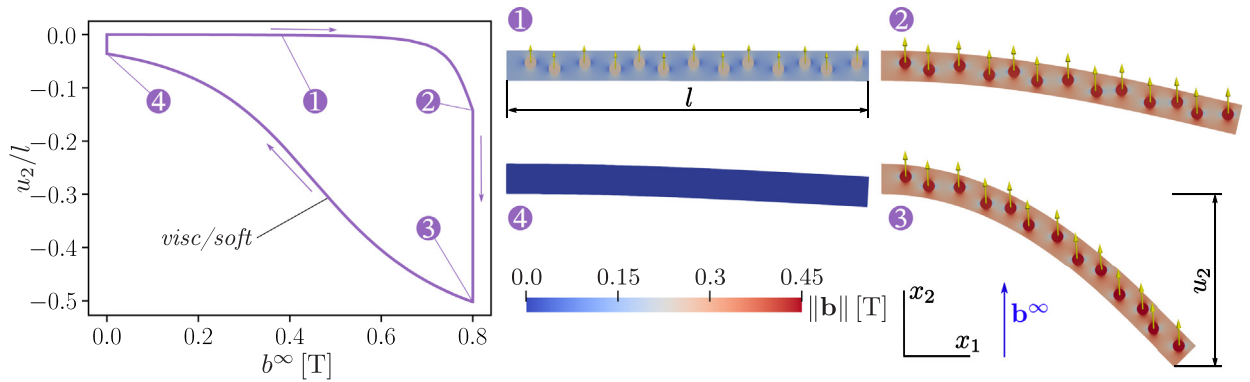 0.0
−0.1
−0.2
−0.3
−0.4
−0.5
u₂/l
0.0 0.2 0.4 0.6 0.8
b^∞ [T]
4
1
2
3
visc/soft
1
l
4
0.0 0.15 0.3 0.45
‖b‖ [T]
2
3
u₂
x₂
x₁
b^∞